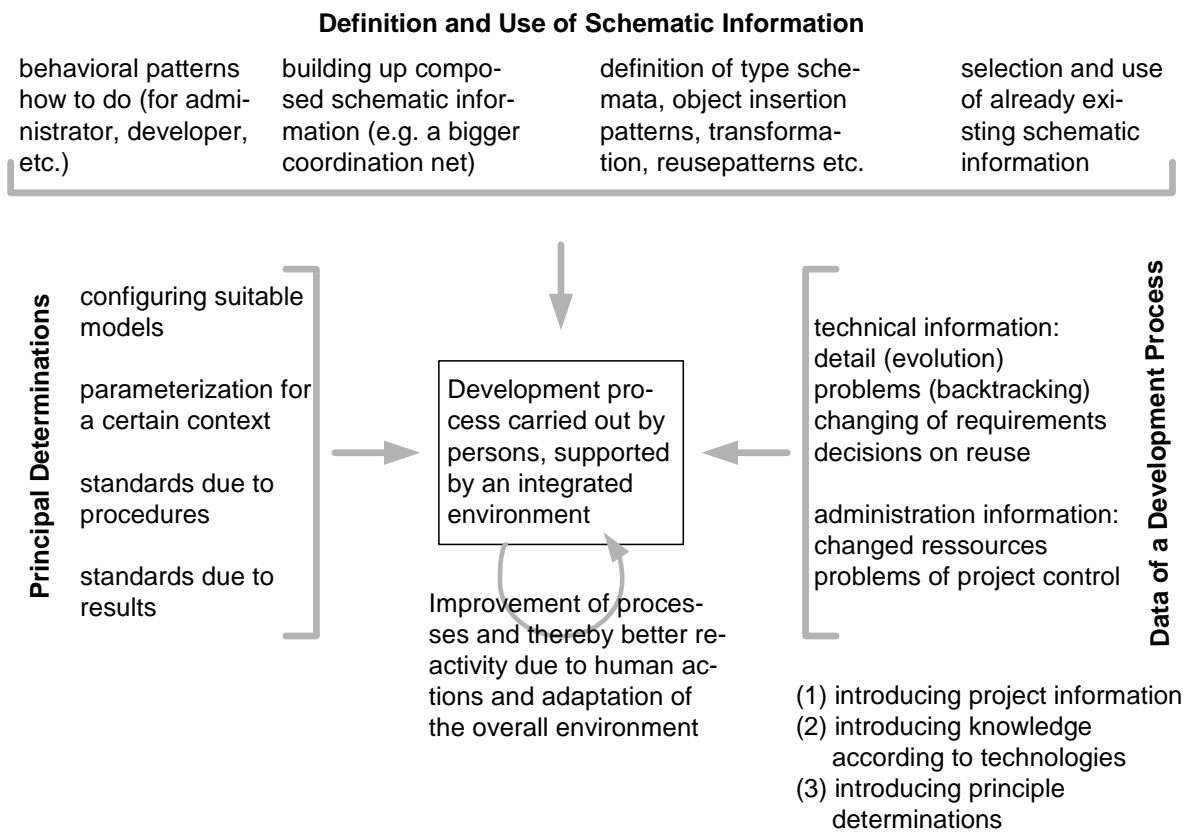 Definition and Use of Schematic Information
behavioral patterns
how to do (for admi-
nistrator, developer,
etc.)
building up compo-
sed schematic infor-
mation (e.g. a bigger
coordination net)
definition of type sche-
mata, object insertion
patterns, transforma-
tion, reusepatterns etc.
selection and use
of already exi-
sting schematic
information
Principal Determinations
configuring suitable
models
parameterization for
a certain context
standards due to
procedures
standards due to
results
Development pro-
cess carried out by
persons, supported
by an integrated
environment
Improvement of proces-
ses and thereby better re-
activity due to human ac-
tions and adaptation of
the overall environment
technical information:
detail (evolution)
problems (backtracking)
changing of requirements
decisions on reuse
administration information:
changed ressources
problems of project control
Data of a Development Process
(1) introducing project information
(2) introducing knowledge
according to technologies
(3) introducing principle
determinations